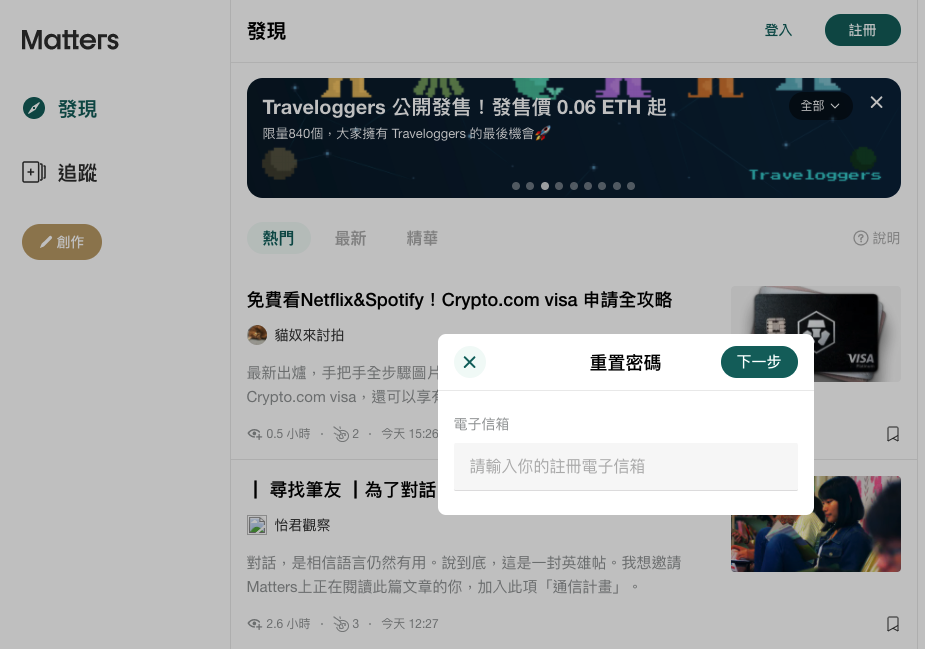 Matters
發現
追蹤
創作
發現
登入
註冊
Traveloggers 公開發售！發售價 0.06 ETH 起
全部
限量840個，大家擁有 Traveloggers 的最後機會🚀
Traveloggers
熱門
最新
精華
說明
免費看Netflix&Spotify！Crypto.com visa 申請全攻略
貓奴來討拍
最新出爐，手把手全步驟圖片
Crypto.com visa，還可以享有
0.5 小時 · 2 · 今天 15:26
VISA
重置密碼
下一步
電子信箱
請輸入你的註冊電子信箱
┃ 尋找筆友 ┃為了對話
怡君觀察
對話，是相信語言仍然有用。說到底，這是一封英雄帖。我想邀請
Matters上正在閱讀此篇文章的你，加入此項「通信計畫」。
2.6 小時 · 3 · 今天 12:27